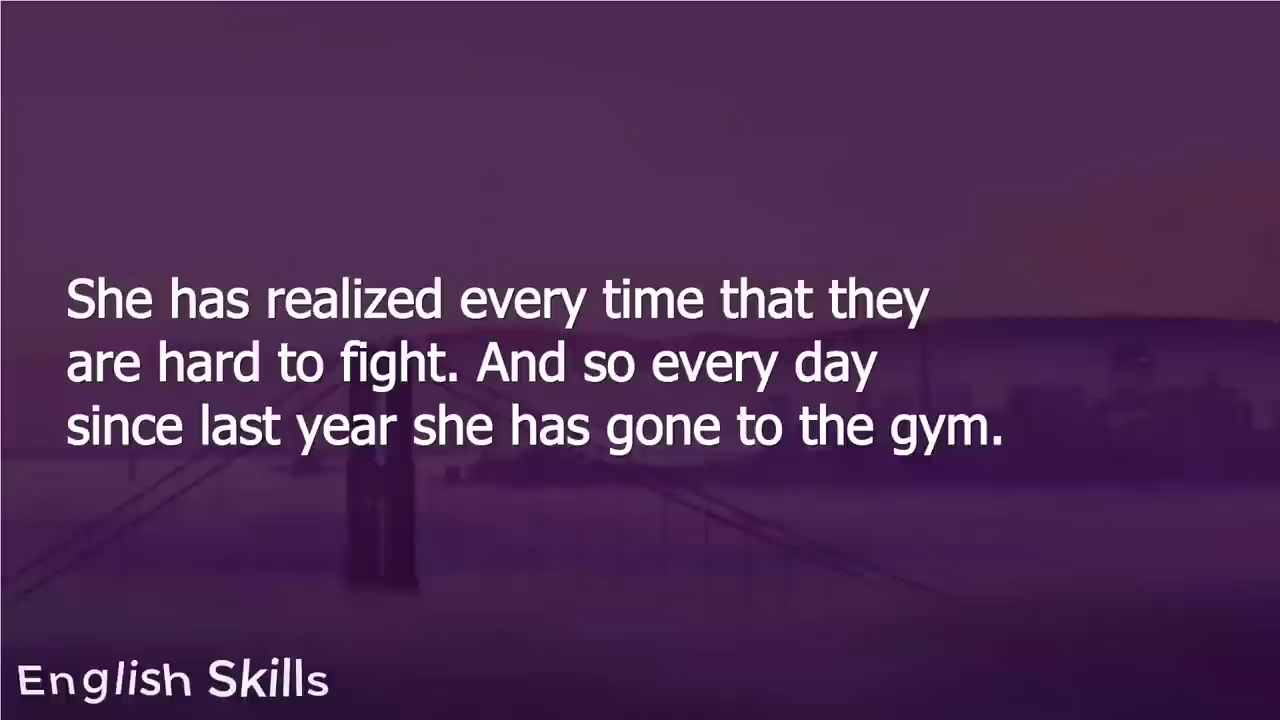 She has realized every time that they
are hard to fight. And so every day
since last year she has gone to the gym.
English Skills